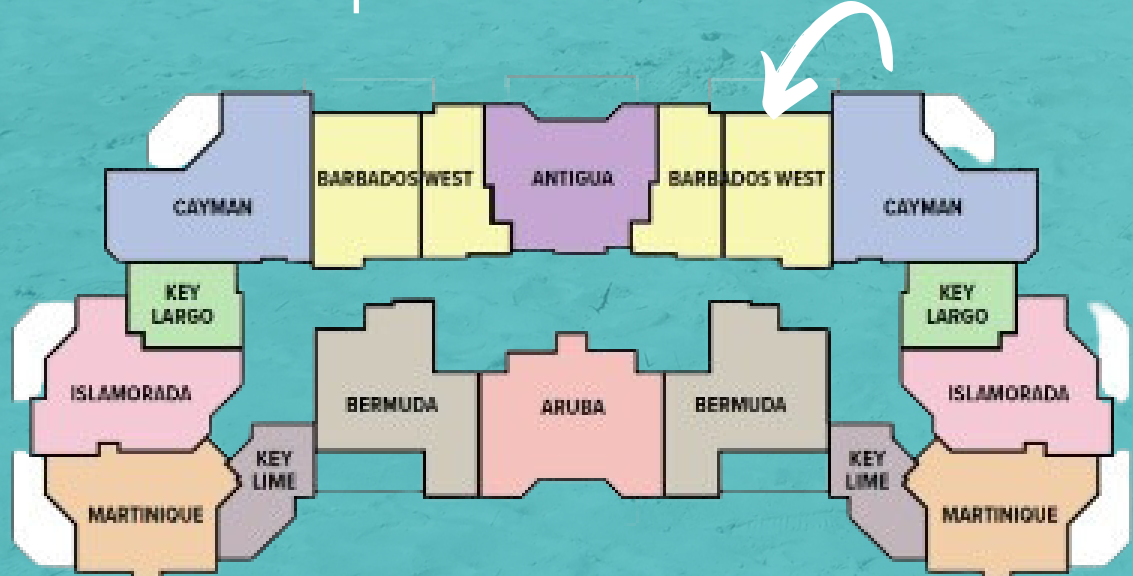 BARBADOS WEST
ANTIGUA
BARBADOS WEST
CAYMAN
CAYMAN
KEY
LARGO
KEY
LARGO
ISLAMORADA
BERMUDA
ARUBA
BERMUDA
ISLAMORADA
KEY
LIME
KEY
LIME
MARTINIQUE
MARTINIQUE